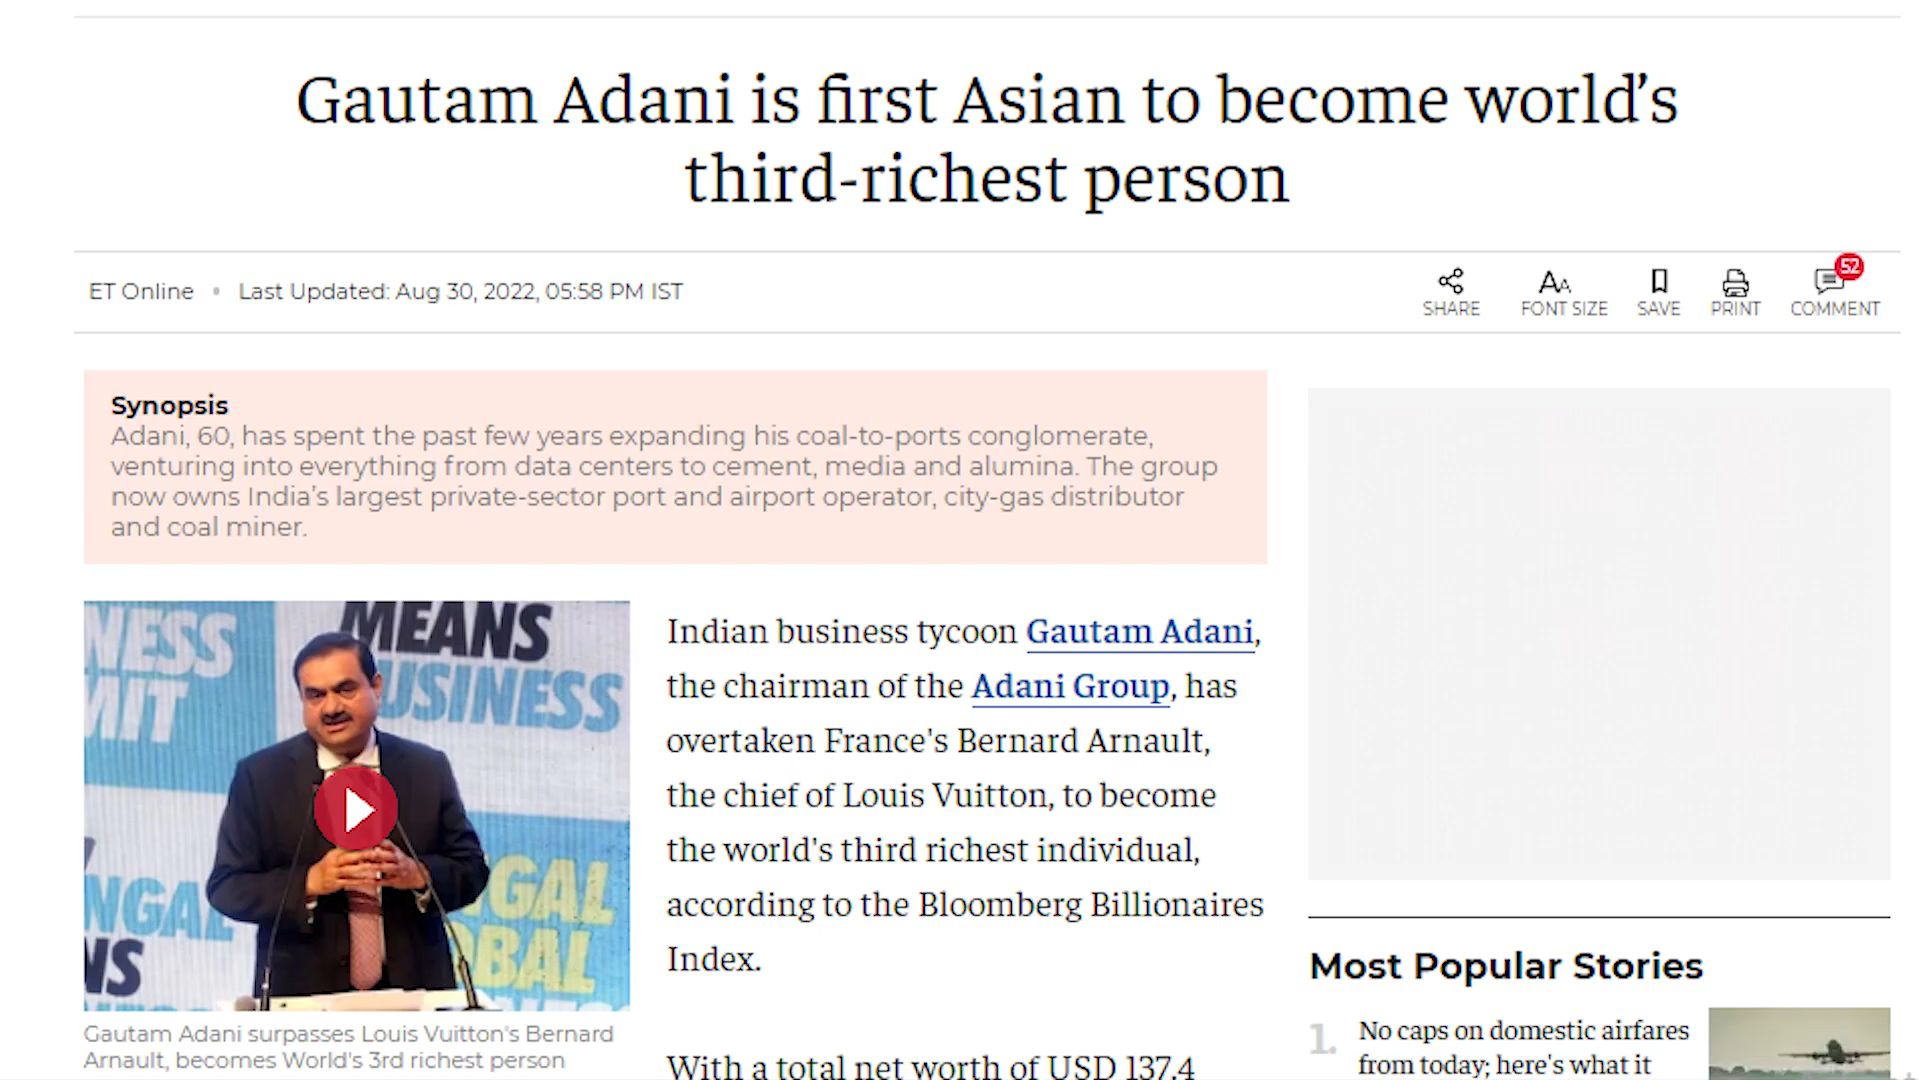 Gautam Adani is first Asian to become world’s
third-richest person
ET Online • Last Updated: Aug 30, 2022, 05:58 PM IST
SHARE
FONT SIZE
SAVE
PRINT
52
COMMENT
Synopsis
Adani, 60, has spent the past few years expanding his coal-to-ports conglomerate,
venturing into everything from data centers to cement, media and alumina. The group
now owns India’s largest private-sector port and airport operator, city-gas distributor
and coal miner.
MEANS
BUSINESS
NESS
MIT
NGAL
NS
NGAL
OBAL
Gautam Adani surpasses Louis Vuitton's Bernard
Arnault, becomes World's 3rd richest person
Indian business tycoon Gautam Adani,
the chairman of the Adani Group, has
overtaken France's Bernard Arnault,
the chief of Louis Vuitton, to become
the world's third richest individual,
according to the Bloomberg Billionaires
Index.
With a total net worth of USD 137.4
Most Popular Stories
1. No caps on domestic airfares
from today; here's what it